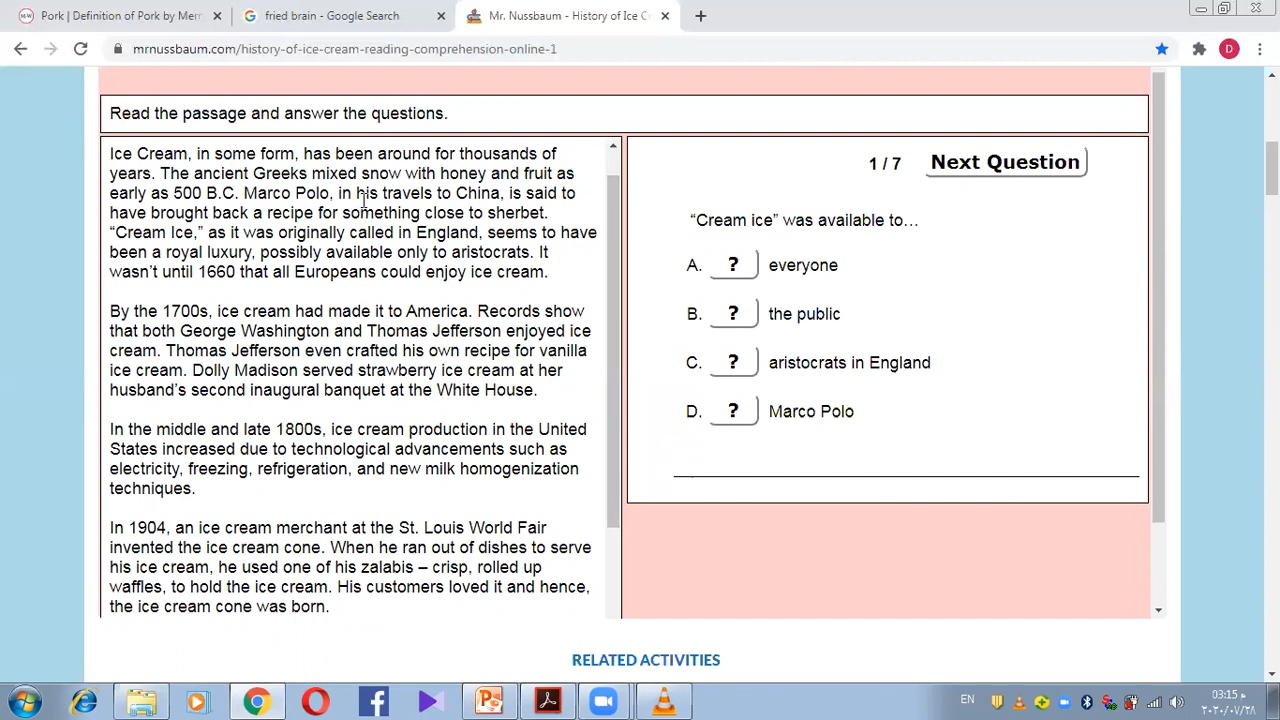 Pork | Definition of Pork by Mer
fried brain - Google Search
Mr. Nussbaum - History of Ice C
mrnussbaum.com/history-of-ice-cream-reading-comprehension-online-1
D
Read the passage and answer the questions.
Ice Cream, in some form, has been around for thousands of
years. The ancient Greeks mixed snow with honey and fruit as
early as 500 B.C. Marco Polo, in his travels to China, is said to
have brought back a recipe for something close to sherbet.
“Cream Ice,” as it was originally called in England, seems to have
been a royal luxury, possibly available only to aristocrats. It
wasn’t until 1660 that all Europeans could enjoy ice cream.
By the 1700s, ice cream had made it to America. Records show
that both George Washington and Thomas Jefferson enjoyed ice
cream. Thomas Jefferson even crafted his own recipe for vanilla
ice cream. Dolly Madison served strawberry ice cream at her
husband’s second inaugural banquet at the White House.
In the middle and late 1800s, ice cream production in the United
States increased due to technological advancements such as
electricity, freezing, refrigeration, and new milk homogenization
techniques.
In 1904, an ice cream merchant at the St. Louis World Fair
invented the ice cream cone. When he ran out of dishes to serve
his ice cream, he used one of his zalabis – crisp, rolled up
waffles, to hold the ice cream. His customers loved it and hence,
the ice cream cone was born.
1 / 7 Next Question
“Cream ice” was available to…
A. ? everyone
B. ? the public
C. ? aristocrats in England
D. ? Marco Polo
RELATED ACTIVITIES
EN
03:15 م
٢٠٢٠/٠٧/٢٨